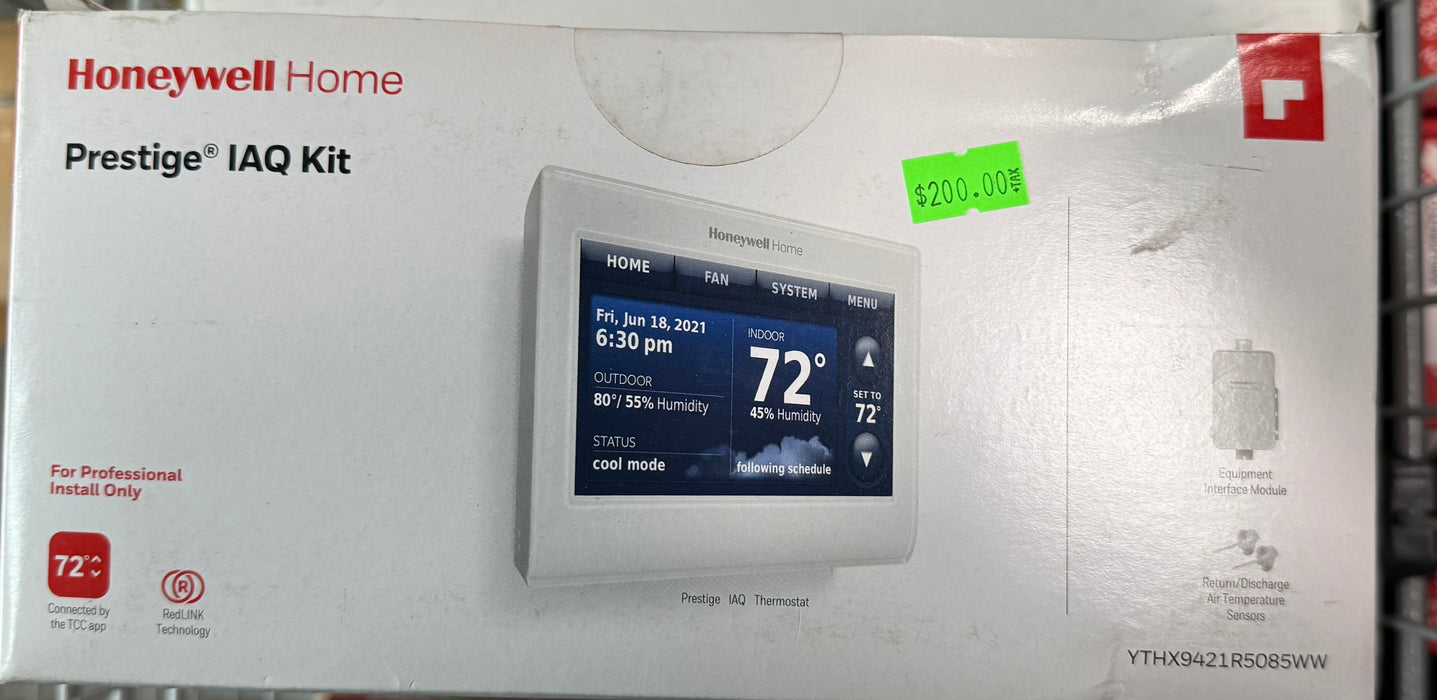 Honeywell Home
Prestige® IAQ Kit
$200.00
+TAX
Honeywell Home
HOME
FAN
SYSTEM
MENU
Fri, Jun 18, 2021
6:30 pm
OUTDOOR
80°/ 55% Humidity
STATUS
cool mode
INDOOR
72°
45% Humidity
following schedule
SET TO
72°
For Professional
Install Only
72°
Connected by
the TCC app
R
RedLINK
Technology
Prestige IAQ Thermostat
Equipment
Interface Module
Return/Discharge
Air Temperature
Sensors
YTHX9421R5085WW